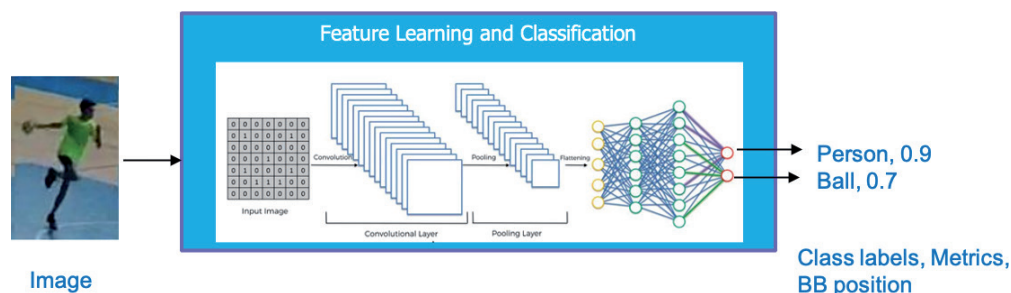 Feature Learning and Classification
0 0 0 0 0 0 0
0 1 0 0 0 1 0
0 0 0 0 0 0 0
0 0 0 1 0 0 0
0 1 0 0 0 1 0
0 0 1 1 1 0 0
0 0 0 0 0 0 0
Input Image
Convolution
Convolutional Layer
Pooling
Pooling Layer
Flattening
Person, 0.9
Ball, 0.7
Image
Class labels, Metrics,
BB position